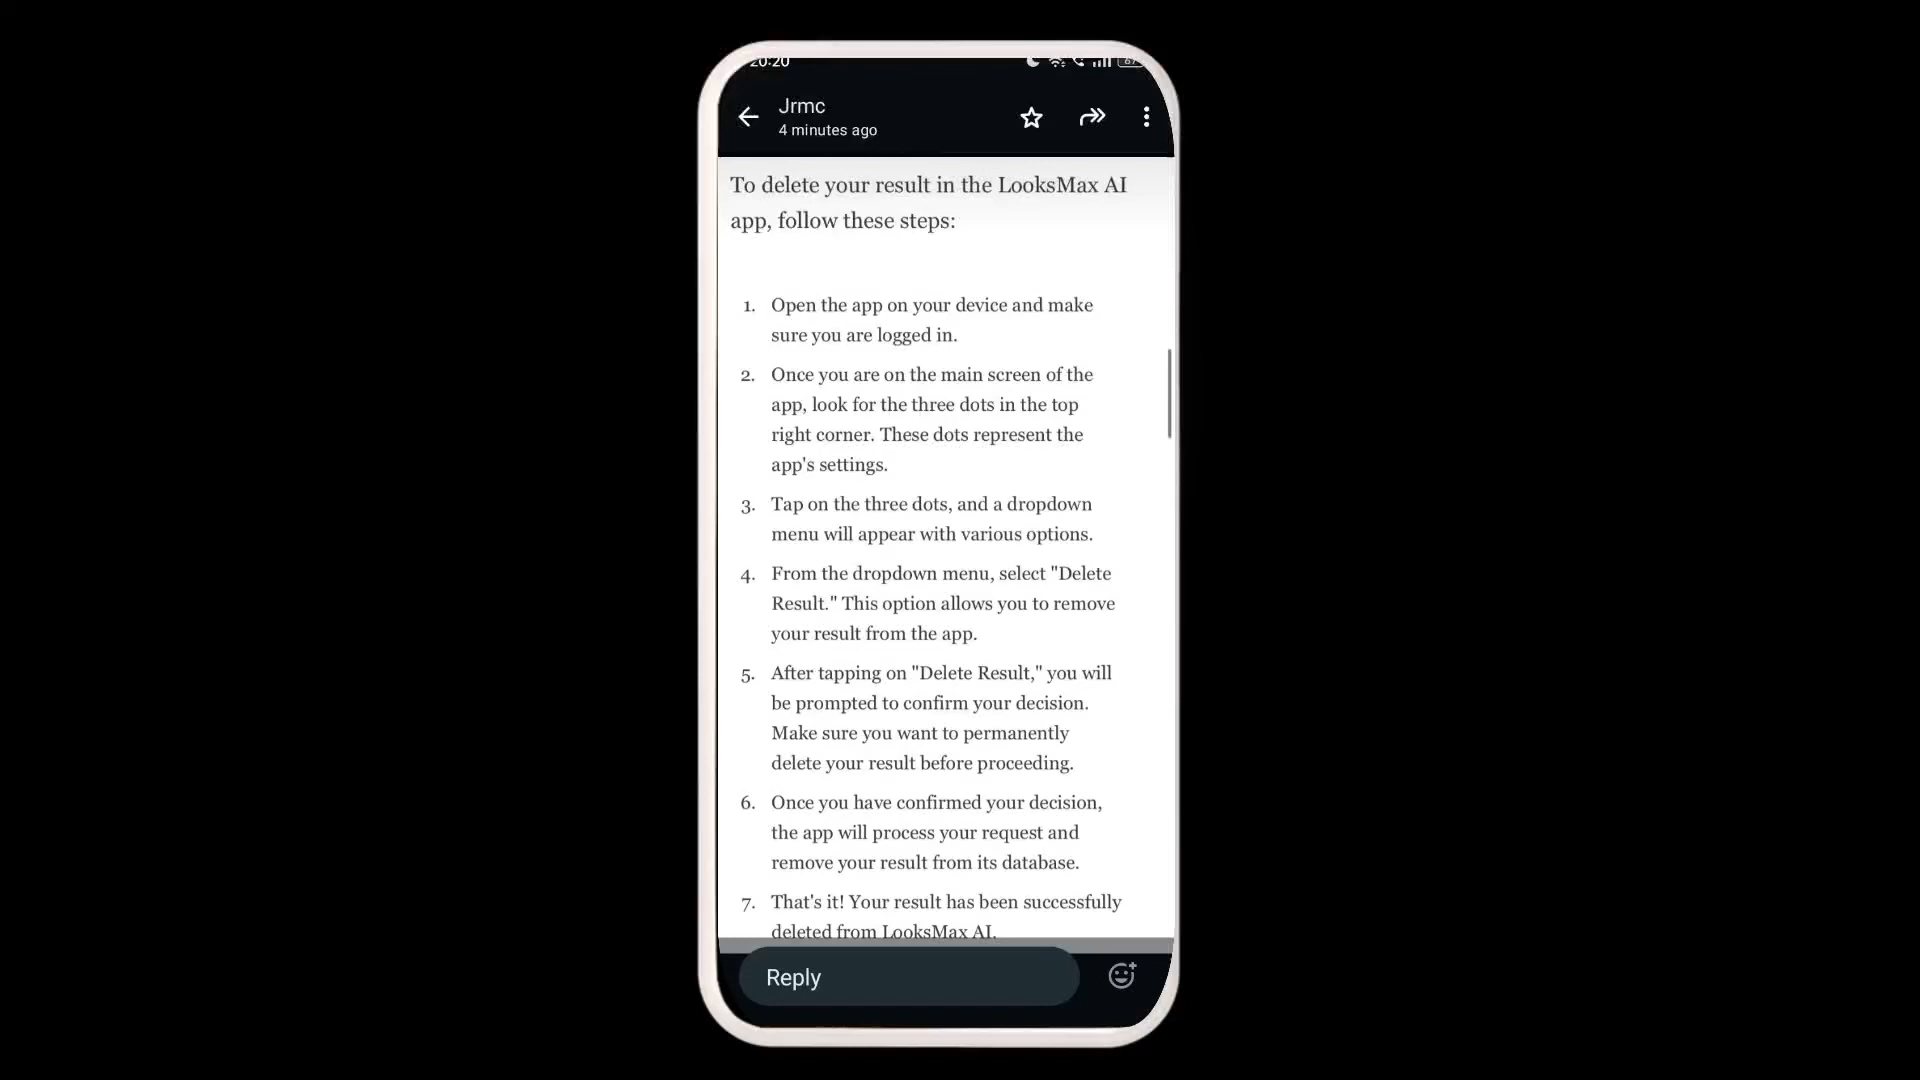 20:20
67
Jrmc
4 minutes ago
To delete your result in the LooksMax AI
app, follow these steps:
1. Open the app on your device and make
sure you are logged in.
2. Once you are on the main screen of the
app, look for the three dots in the top
right corner. These dots represent the
app's settings.
3. Tap on the three dots, and a dropdown
menu will appear with various options.
4. From the dropdown menu, select "Delete
Result." This option allows you to remove
your result from the app.
5. After tapping on "Delete Result," you will
be prompted to confirm your decision.
Make sure you want to permanently
delete your result before proceeding.
6. Once you have confirmed your decision,
the app will process your request and
remove your result from its database.
7. That's it! Your result has been successfully
deleted from LooksMax AI.
Reply